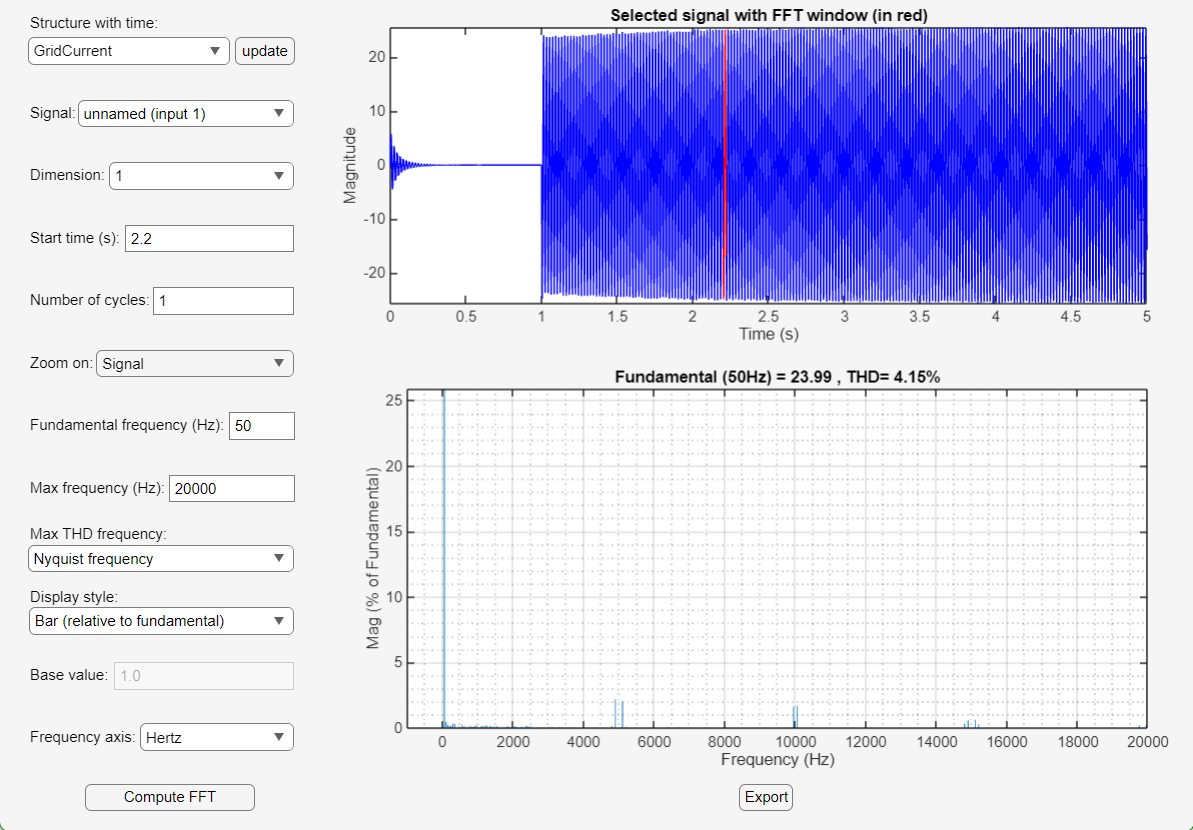 Structure with time:
GridCurrent
update
Signal: unnamed (input 1)
Dimension: 1
Start time (s): 2.2
Number of cycles: 1
Zoom on: Signal
Fundamental frequency (Hz): 50
Max frequency (Hz): 20000
Max THD frequency:
Nyquist frequency
Display style:
Bar (relative to fundamental)
Base value: 1.0
Frequency axis: Hertz
Compute FFT
Selected signal with FFT window (in red)
Magnitude
20
10
0
-10
-20
0 0.5 1 1.5 2 2.5 3 3.5 4 4.5 5
Time (s)
Fundamental (50Hz) = 23.99 , THD= 4.15%
Mag (% of Fundamental)
25
20
15
10
5
0
0 2000 4000 6000 8000 10000 12000 14000 16000 18000 20000
Frequency (Hz)
Export